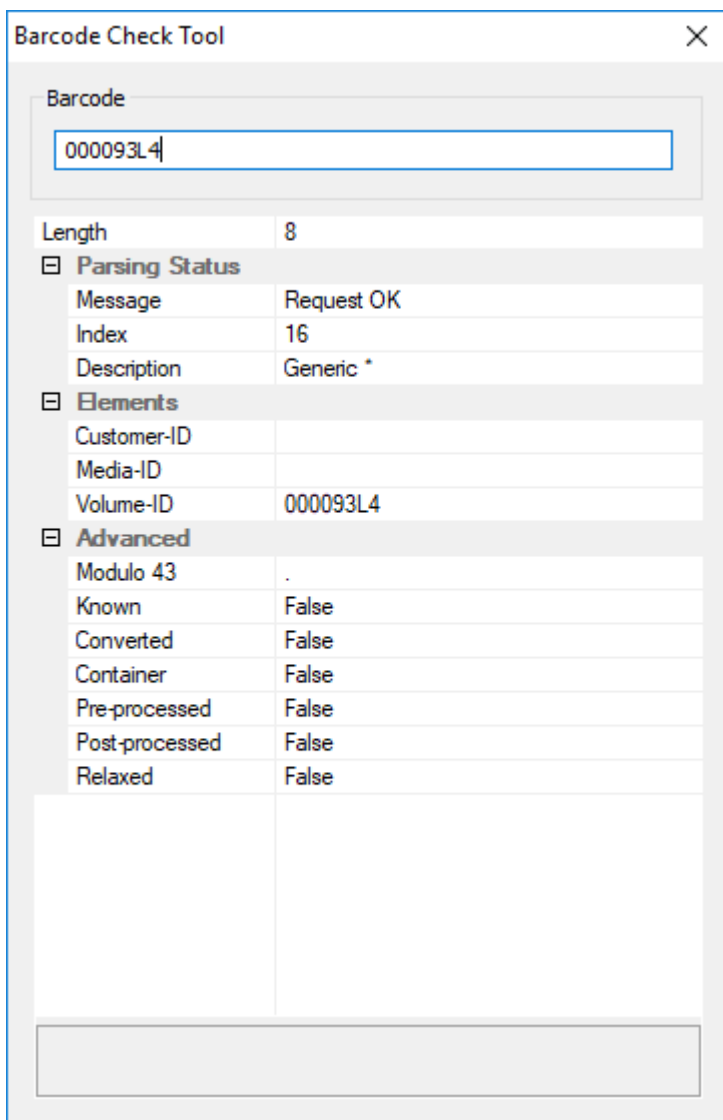 Barcode Check Tool
Barcode
000093L4
Length 8
Parsing Status
Message Request OK
Index 16
Description Generic *
Elements
Customer-ID
Media-ID
Volume-ID 000093L4
Advanced
Modulo 43 .
Known False
Converted False
Container False
Pre-processed False
Post-processed False
Relaxed False